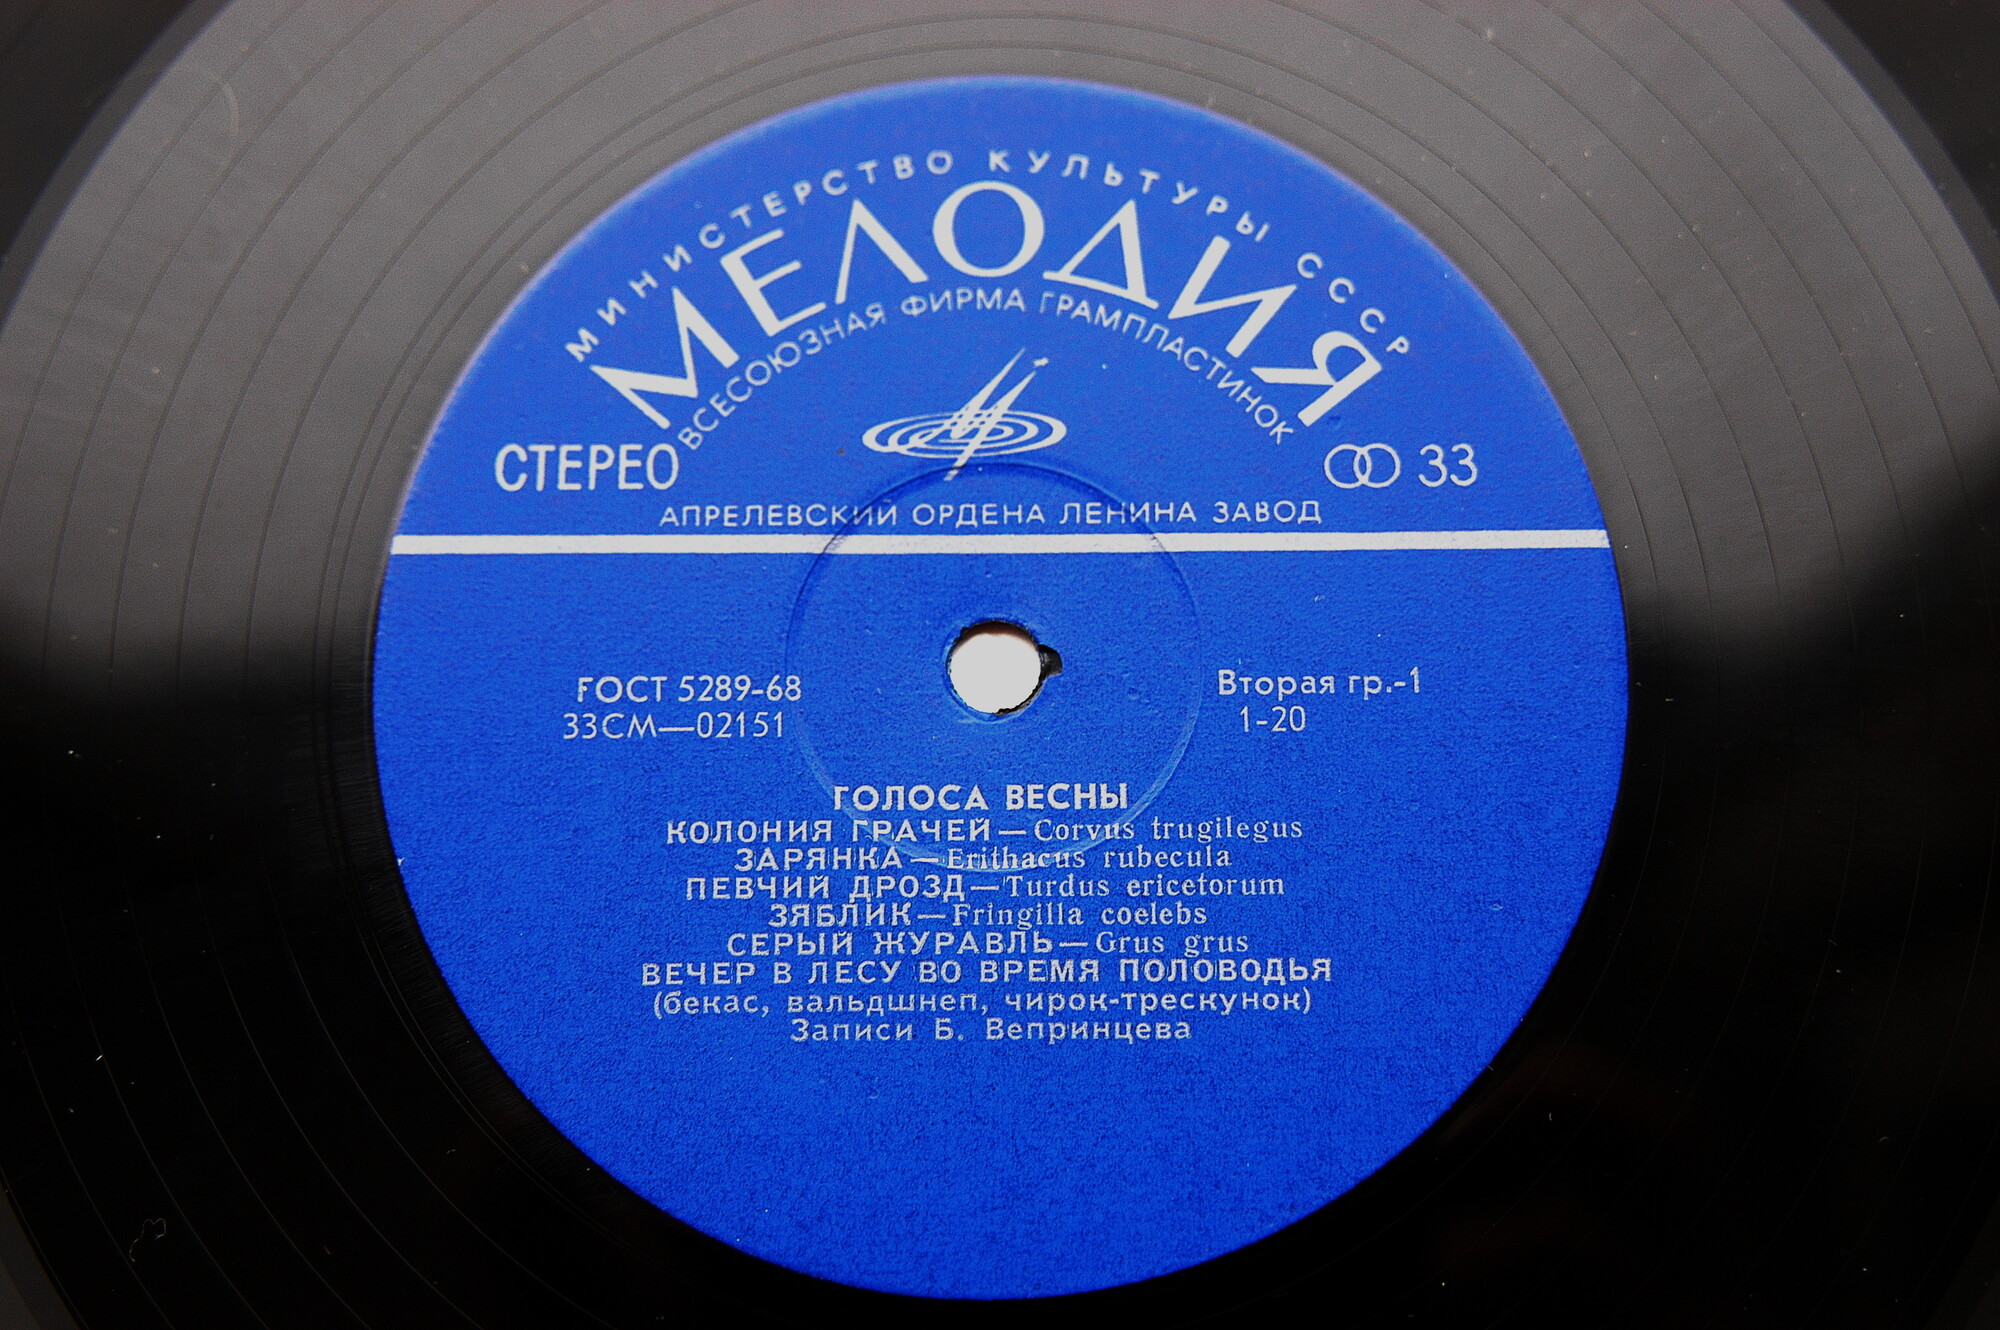 МИНИСТЕРСТВО КУЛЬТУРЫ СССР
МЕЛОДИЯ
ВСЕСОЮЗНАЯ ФИРМА ГРАМПЛАСТИНОК
СТЕРЕО 33
АПРЕЛЕВСКИЙ ОРДЕНА ЛЕНИНА ЗАВОД
ГОСТ 5289-68
33СМ—02151
Вторая гр.-1
1-20
ГОЛОСА ВЕСНЫ
КОЛОНИЯ ГРАЧЕЙ—Corvus trugilegus
ЗАРЯНКА—Erithacus rubecula
ПЕВЧИЙ ДРОЗД—Turdus ericetorum
ЗЯБЛИК—Fringilla coelebs
СЕРЫЙ ЖУРАВЛЬ—Grus grus
ВЕЧЕР В ЛЕСУ ВО ВРЕМЯ ПОЛОВОДЬЯ
(бекас, вальдшнеп, чирок-трескунок)
Записи Б. Вепринцева